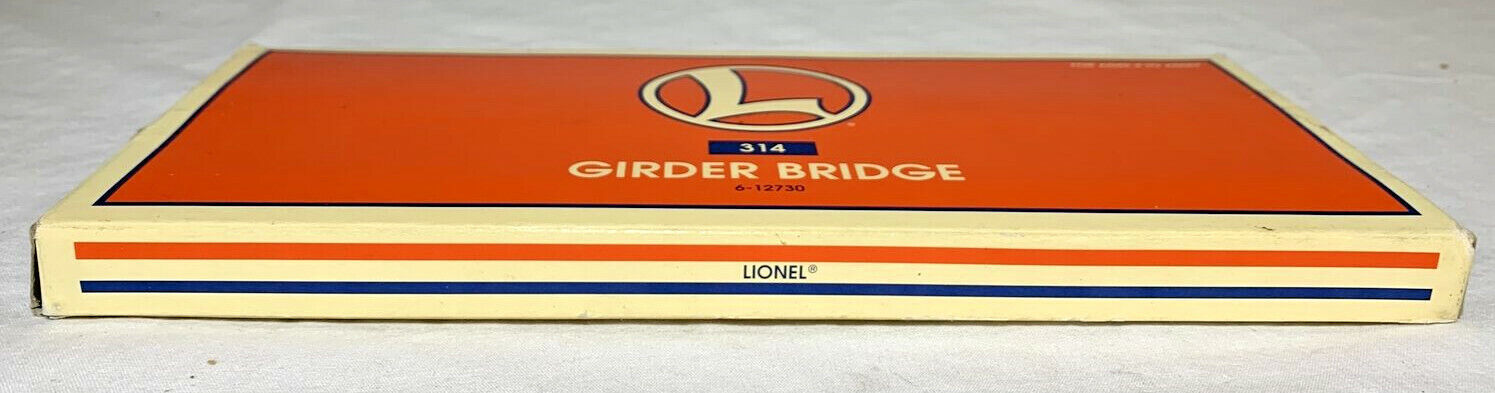 L
314
GIRDER BRIDGE
6-12730
LIONEL®